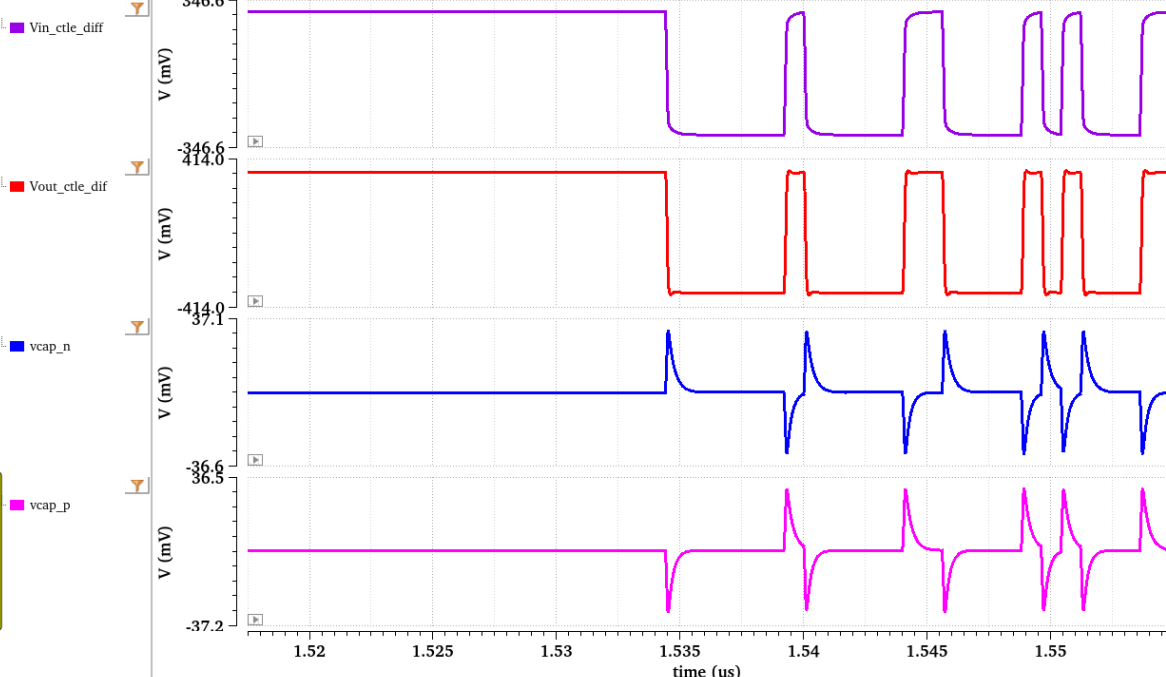 346.6
Vin_ctle_diff
V (mV)
-346.6
414.0
Vout_ctle_dif
V (mV)
-414.0
37.1
vcap_n
V (mV)
-36.6
36.5
vcap_p
V (mV)
-37.2
1.52 1.525 1.53 1.535 1.54 1.545 1.55
time (us)